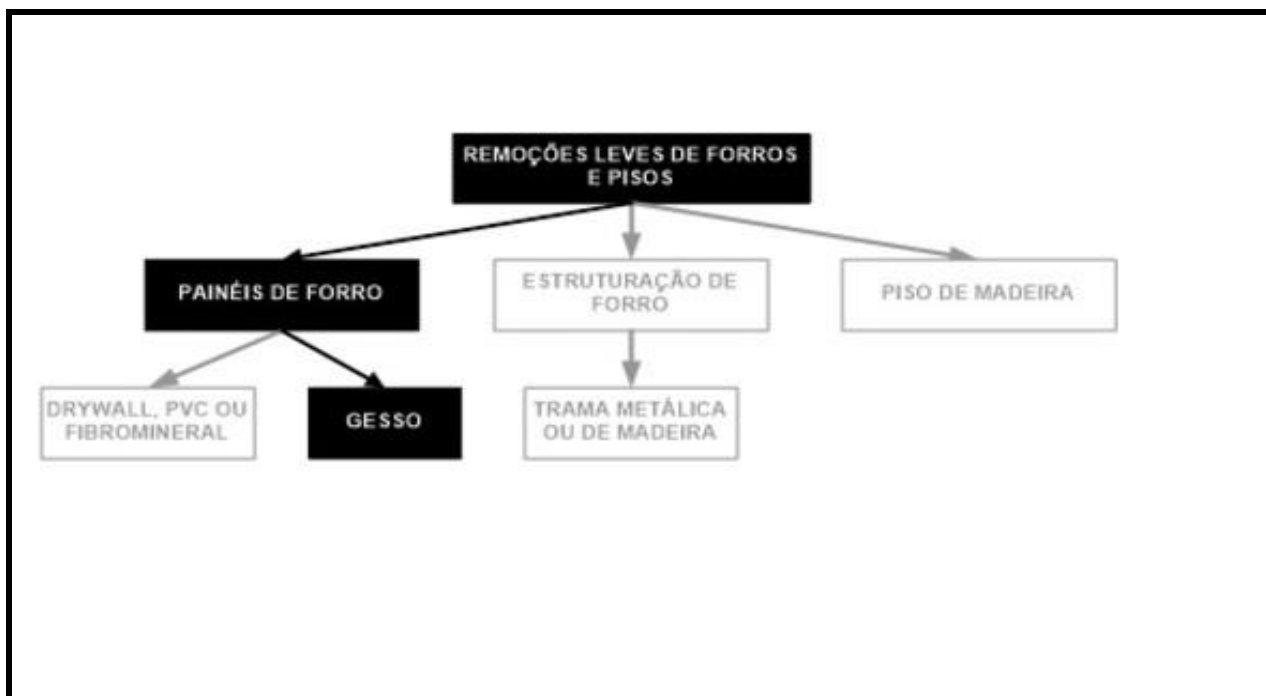 REMOÇÕES LEVES DE FORROS
E PISOS
PAINÉIS DE FORRO
ESTRUTURAÇÃO DE
FORRO
PISO DE MADEIRA
DRYWALL, PVC OU
FIBROMINERAL
GESSO
TRAMA METÁLICA
OU DE MADEIRA